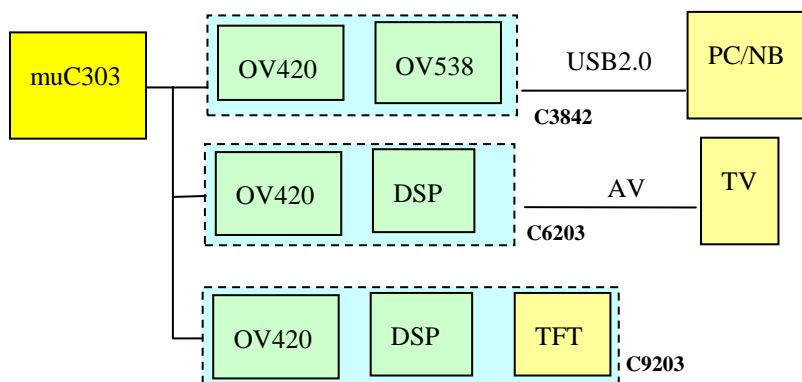 muC303
OV420
OV538
USB2.0
PC/NB
C3842
OV420
DSP
AV
TV
C6203
OV420
DSP
TFT
C9203